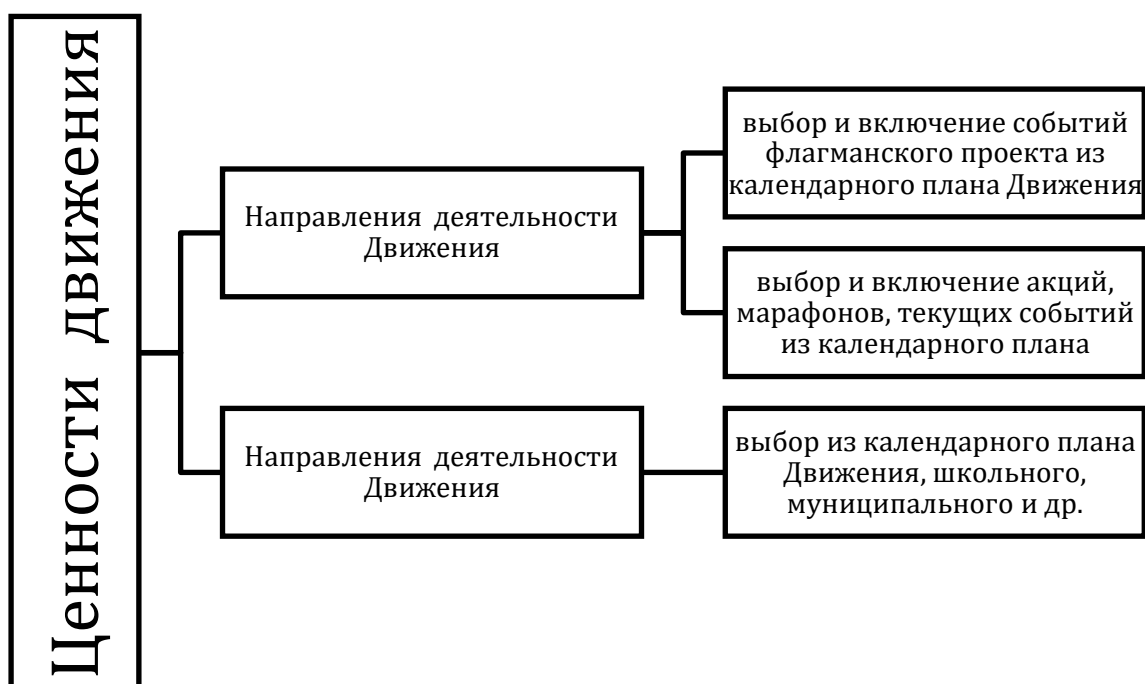 Ценности движения
Направления деятельности
Движения
выбор и включение событий
флагманского проекта из
календарного плана Движения
выбор и включение акций,
марафонов, текущих событий
из календарного плана
Направления деятельности
Движения
выбор из календарного плана
Движения, школьного,
муниципального и др.